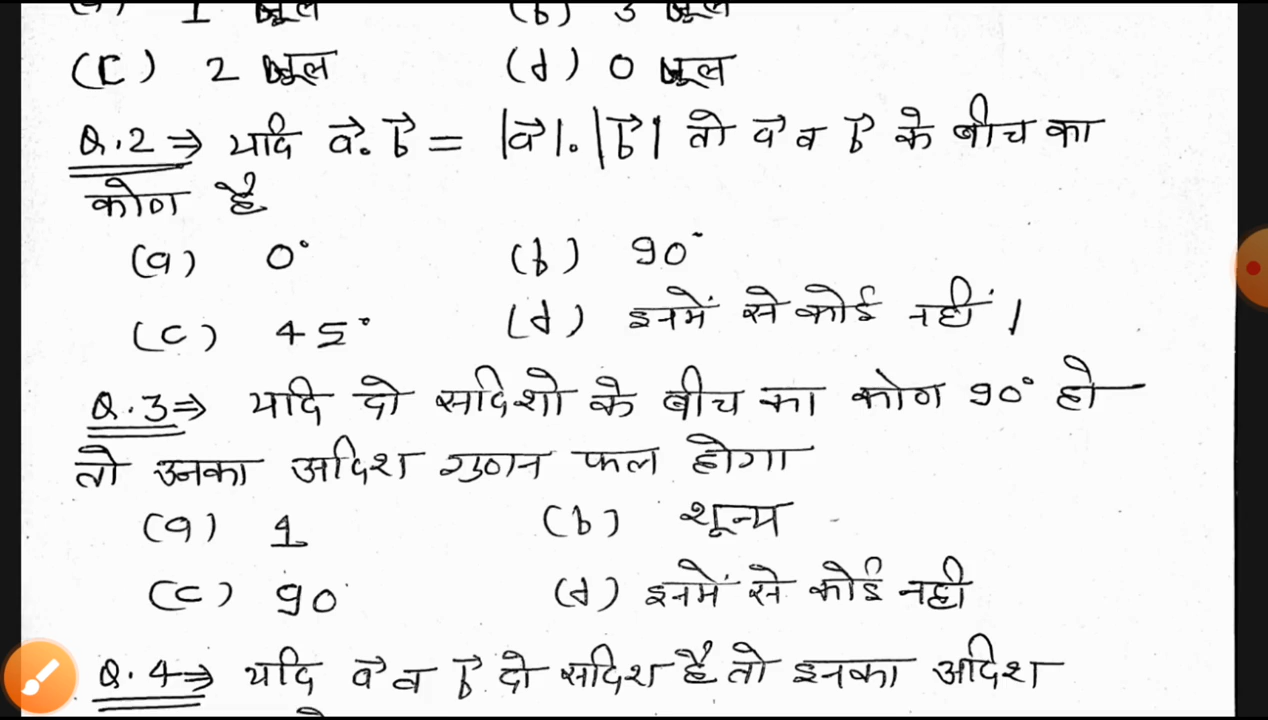 (c) 2 जूल (d) 0 जूल
Q.2⇒ यदि a⃗.b⃗ = |a⃗|.|b⃗| तो a⃗ व b⃗ के बीच का
कोण है
(a) 0° (b) 90°
(c) 45° (d) इनमें से कोई नहीं।
Q.3⇒ यदि दो सदिशो के बीच का कोण 90° हो
तो उनका अदिश गुणन फल होगा
(a) 1 (b) शून्य
(c) 90 (d) इनमें से कोई नही
Q.4⇒ यदि a⃗ व b⃗ दो सदिश है तो इनका अदिश